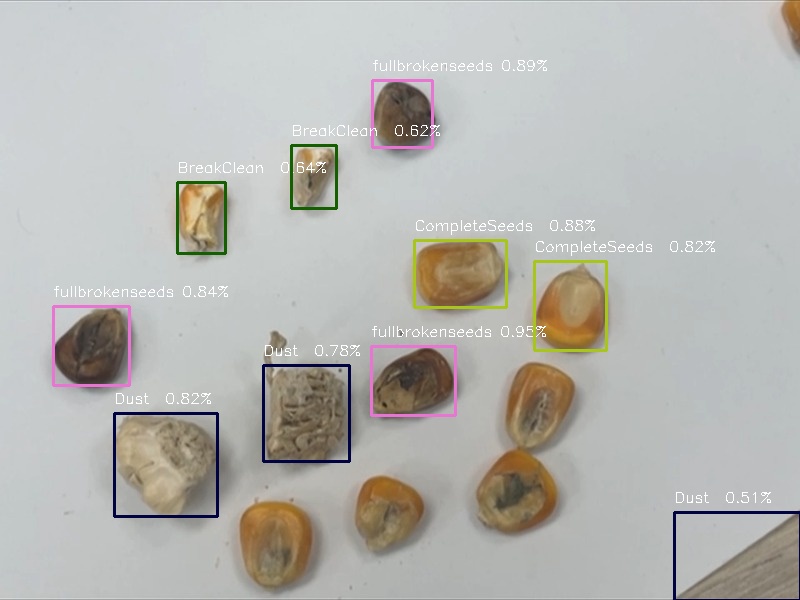 fullbrokenseeds 0.89%
BreakClean 0.62%
BreakClean 0.64%
CompleteSeeds 0.88%
CompleteSeeds 0.82%
fullbrokenseeds 0.84%
fullbrokenseeds 0.95%
Dust 0.78%
Dust 0.82%
Dust 0.51%